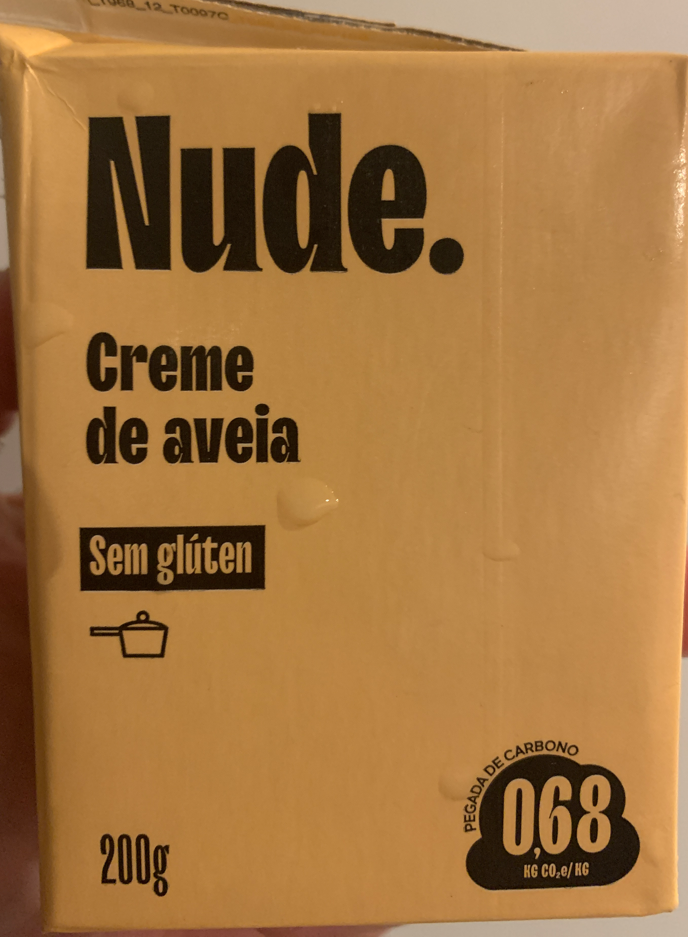 Nude.
Creme
de aveia
Sem glúten
PEGADA DE CARBONO
0,68
KG CO₂e/KG
200g